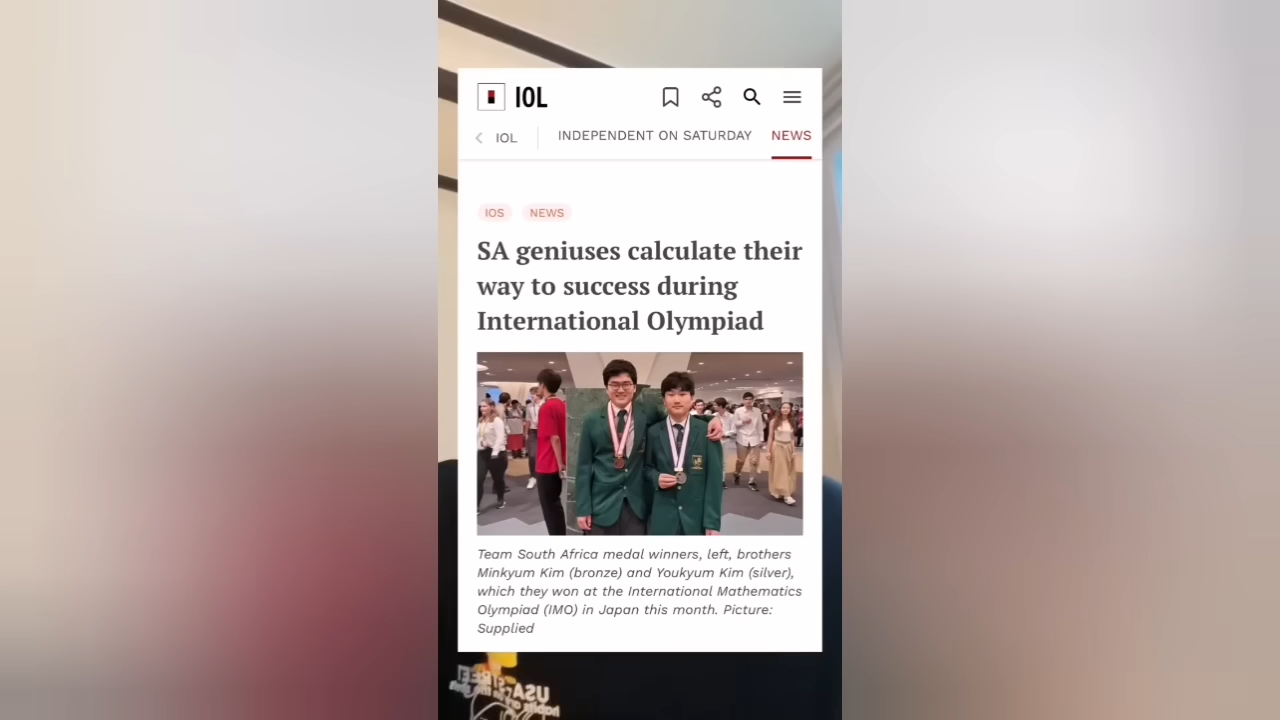 IOL
IOL INDEPENDENT ON SATURDAY NEWS
IOS NEWS
SA geniuses calculate their
way to success during
International Olympiad
Team South Africa medal winners, left, brothers
Minkyum Kim (bronze) and Youkyum Kim (silver),
which they won at the International Mathematics
Olympiad (IMO) in Japan this month. Picture:
Supplied
USA